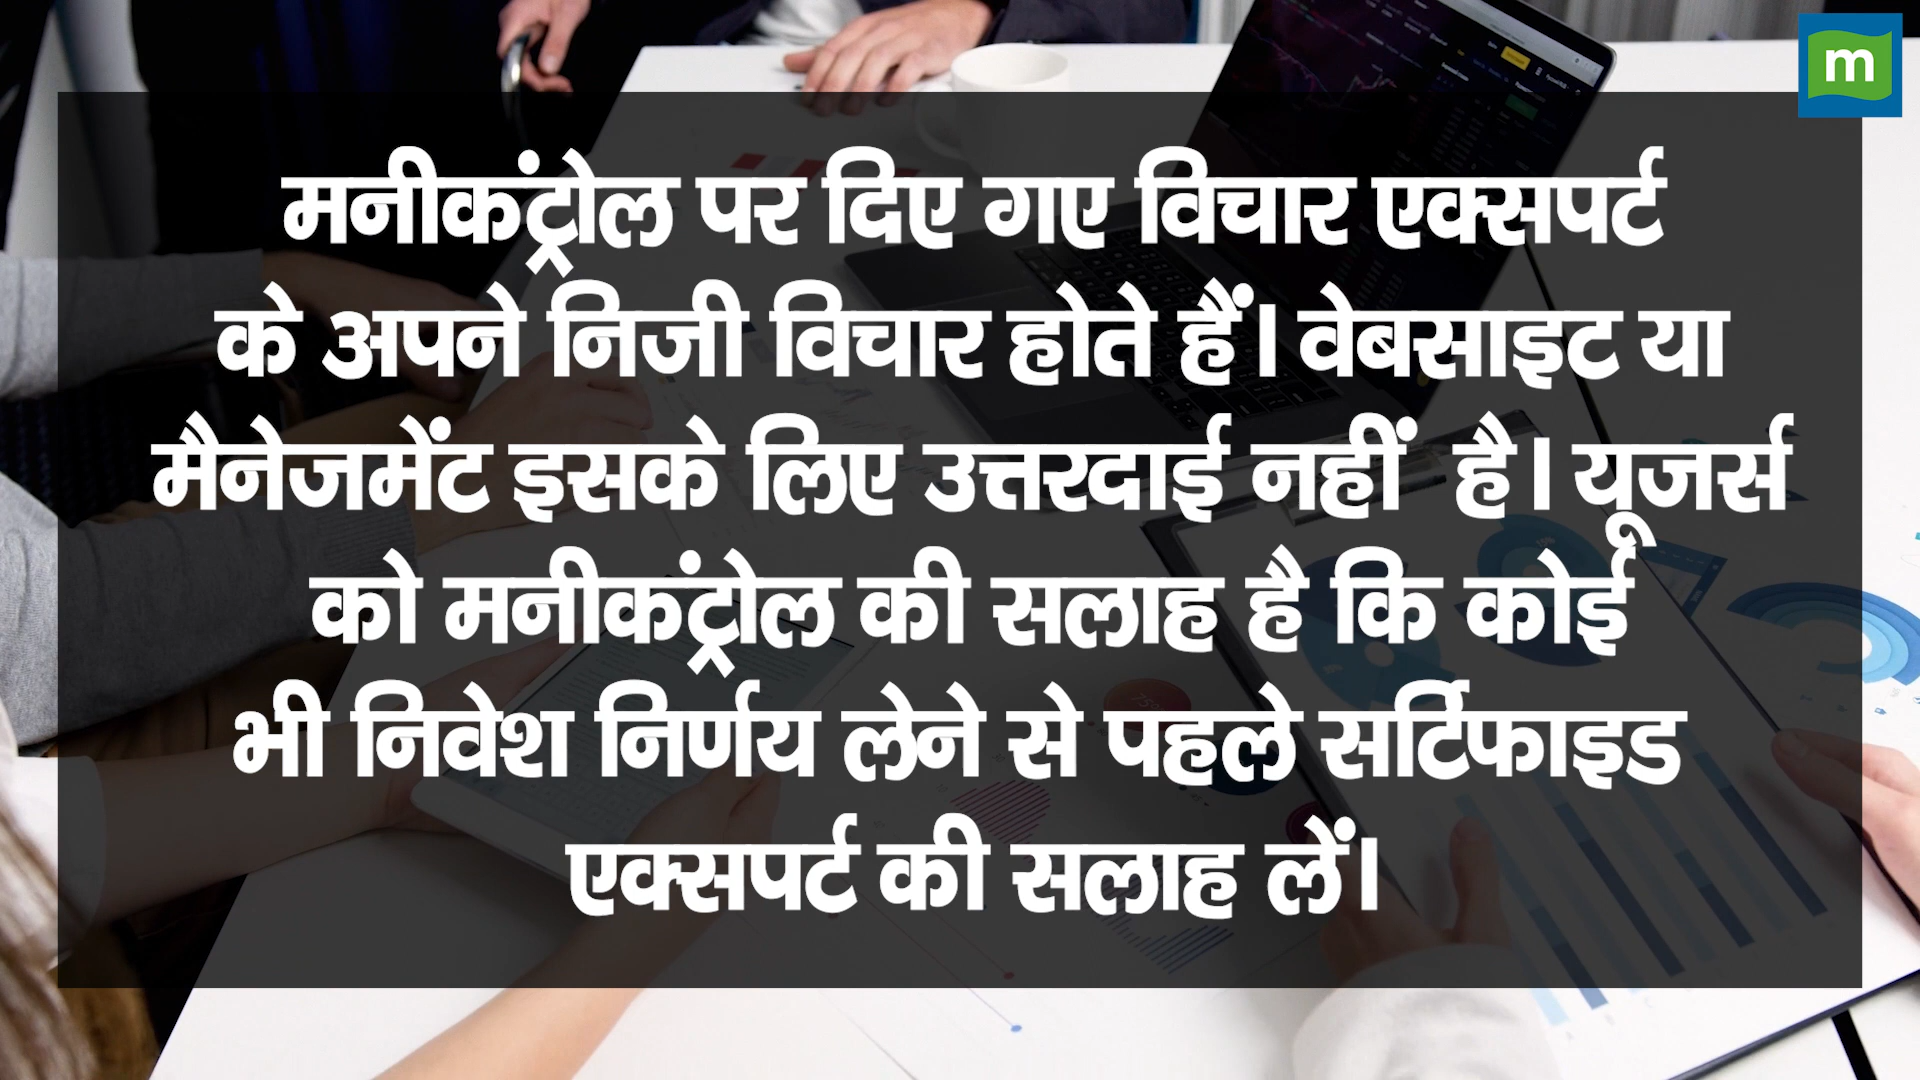 m
मनीकंट्रोल पर दिए गए विचार एक्सपर्ट
के अपने निजी विचार होते हैं। वेबसाइट या
मैनेजमेंट इसके लिए उत्तरदाई नहीं है। यूजर्स
को मनीकंट्रोल की सलाह है कि कोई
भी निवेश निर्णय लेने से पहले सर्टिफाइड
एक्सपर्ट की सलाह लें।